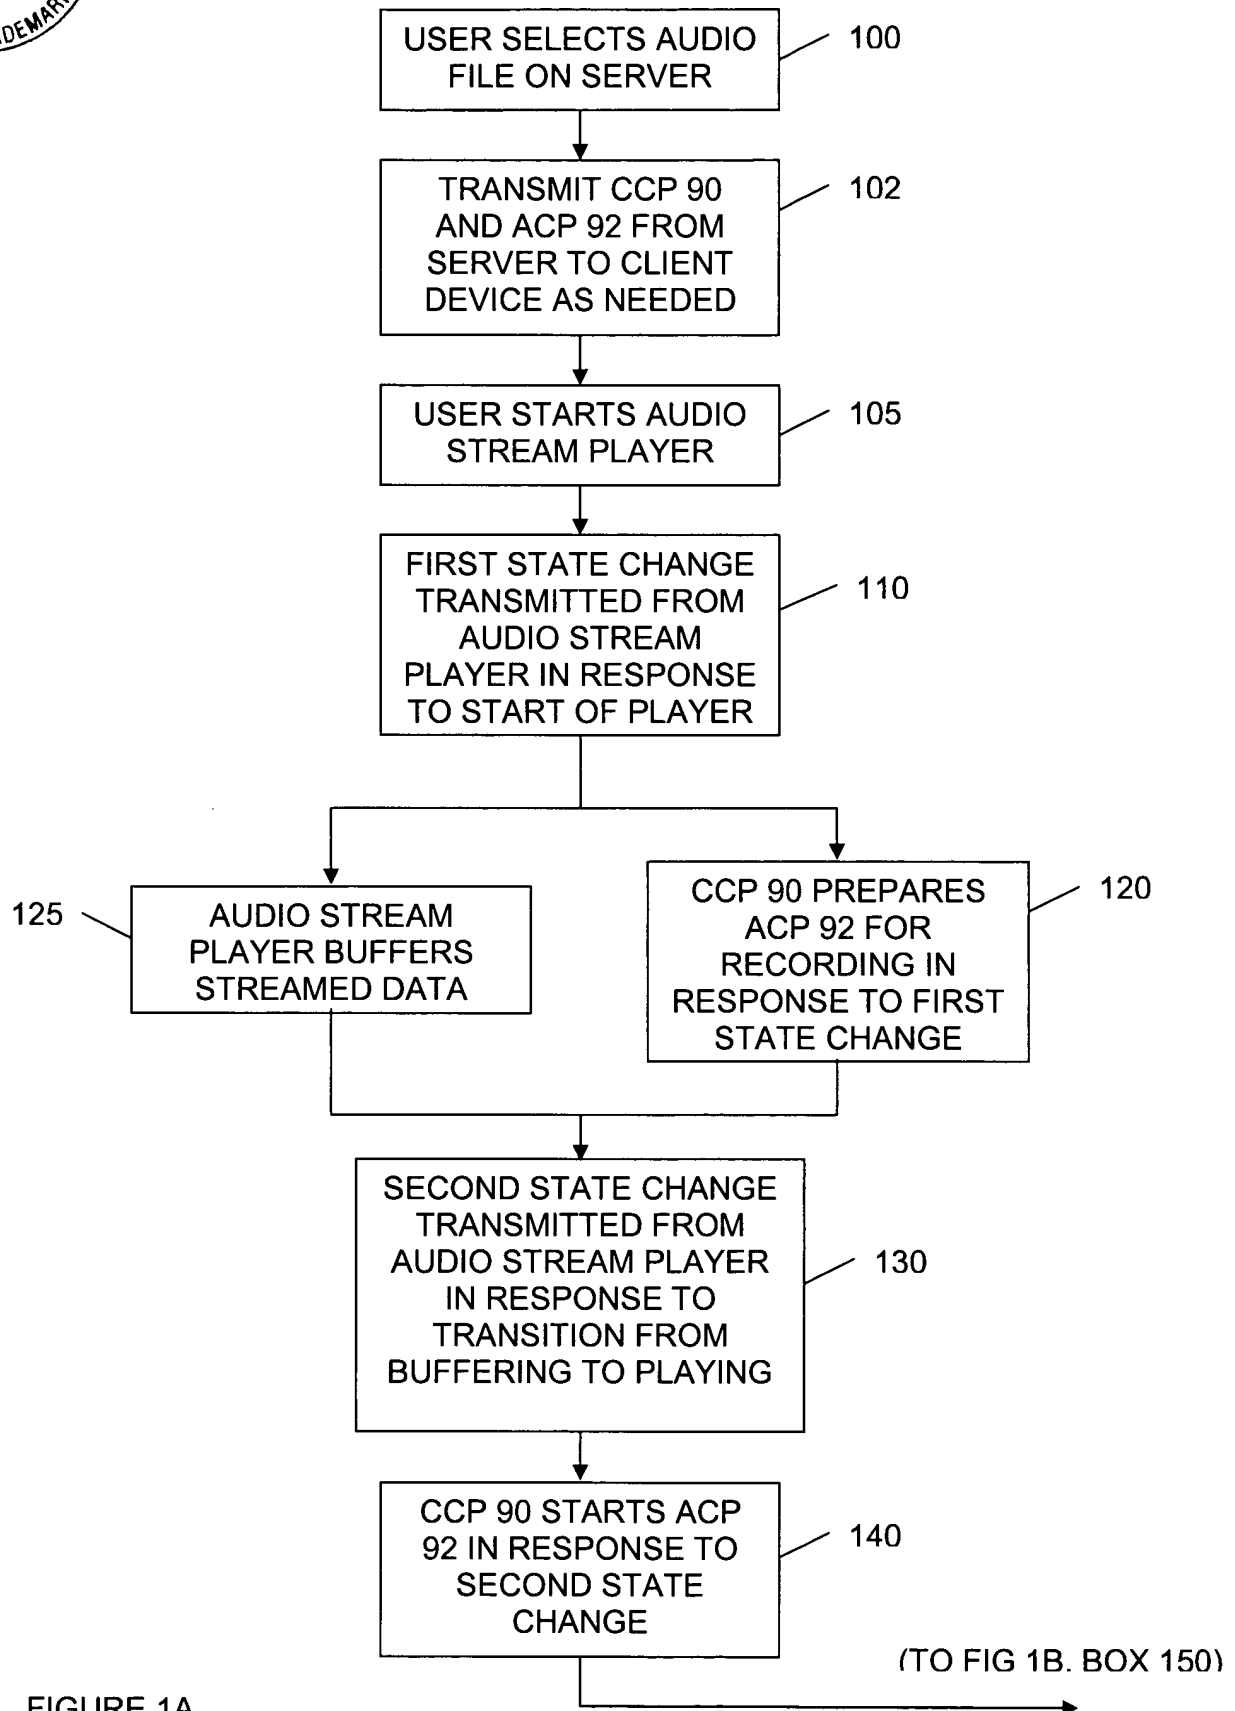 USER SELECTS AUDIO
FILE ON SERVER
100
TRANSMIT CCP 90
AND ACP 92 FROM
SERVER TO CLIENT
DEVICE AS NEEDED
102
USER STARTS AUDIO
STREAM PLAYER
105
FIRST STATE CHANGE
TRANSMITTED FROM
AUDIO STREAM
PLAYER IN RESPONSE
TO START OF PLAYER
110
125
AUDIO STREAM
PLAYER BUFFERS
STREAMED DATA
CCP 90 PREPARES
ACP 92 FOR
RECORDING IN
RESPONSE TO FIRST
STATE CHANGE
120
SECOND STATE CHANGE
TRANSMITTED FROM
AUDIO STREAM PLAYER
IN RESPONSE TO
TRANSITION FROM
BUFFERING TO PLAYING
130
CCP 90 STARTS ACP
92 IN RESPONSE TO
SECOND STATE
CHANGE
140
(TO FIG 1B. BOX 150)
FIGURE 1A